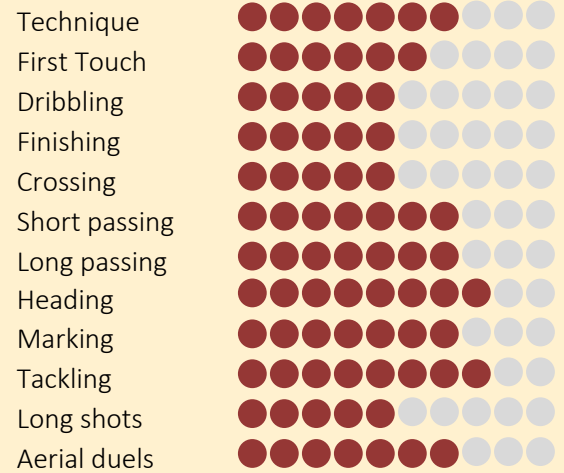 Technique
First Touch
Dribbling
Finishing
Crossing
Short passing
Long passing
Heading
Marking
Tackling
Long shots
Aerial duels